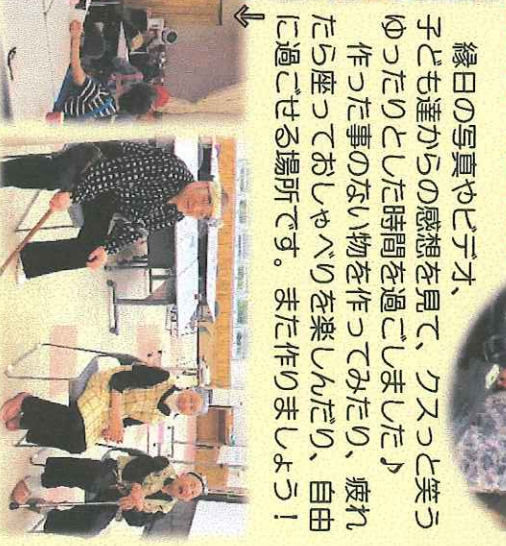 縁日の写真やビデオ、
子ども達からの感想を見て、クスっと笑う
ゆったりとした時間を過ごしました♪
作った事のない物を作ってみたり、疲れ
たら座っておしゃべりを楽しんだり、自由
に過ごせる場所です。また作りましょう！